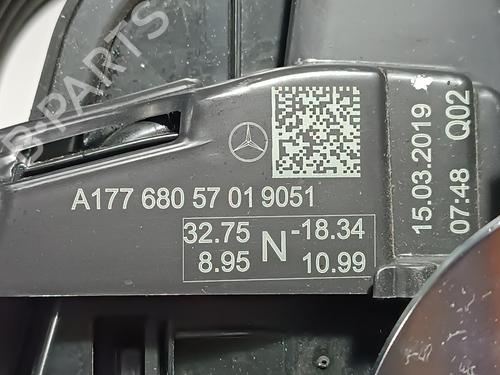 B-PARTS
A177 680 57 01 9051
32.75 N -18.34
8.95 10.99
15.03.2019
07:48 Q02